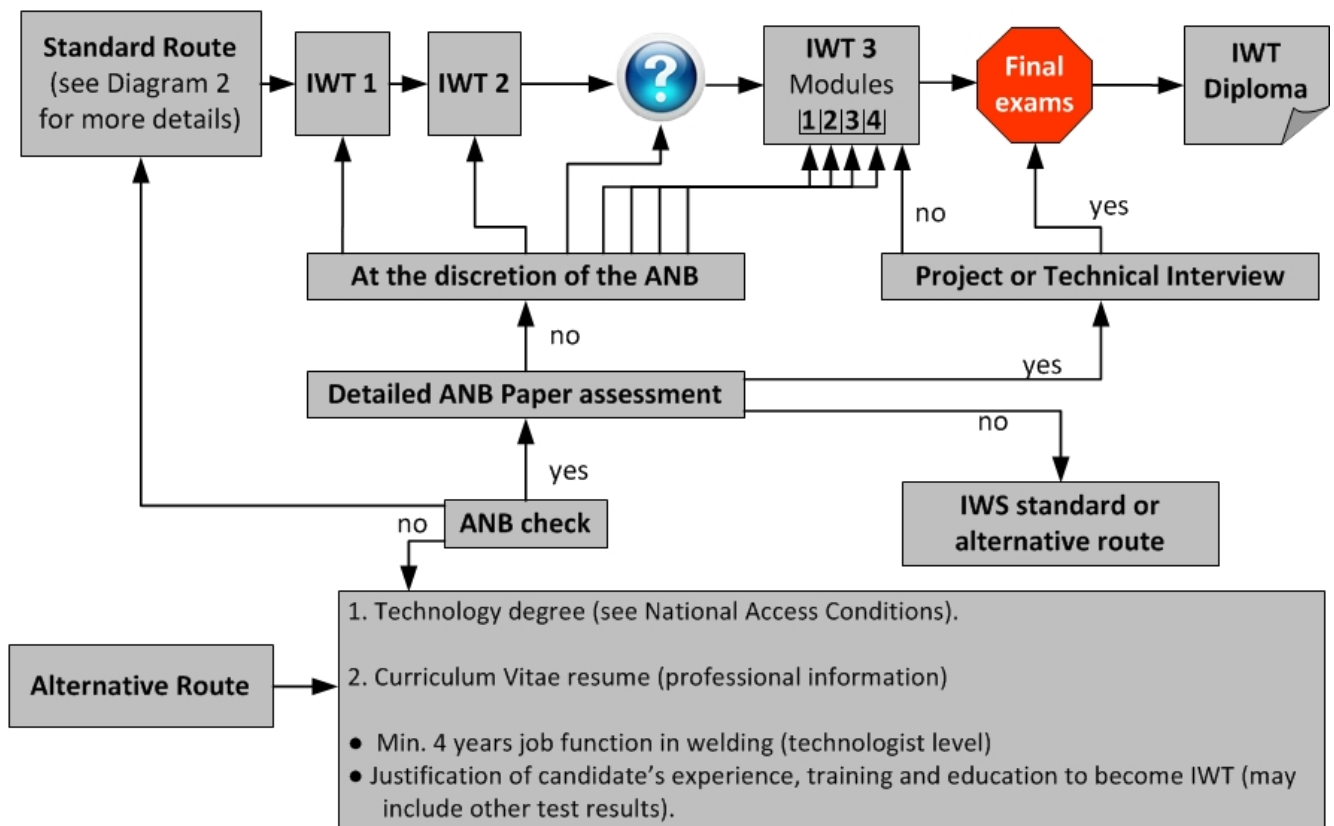 Standard Route
(see Diagram 2
for more details)
IWT 1
IWT 2
?
IWT 3
Modules
1 2 3 4
Final
exams
IWT
Diploma
no
yes
At the discretion of the ANB
Project or Technical Interview
no
yes
Detailed ANB Paper assessment
no
yes
IWS standard or
alternative route
no
ANB check
1. Technology degree (see National Access Conditions).
2. Curriculum Vitae resume (professional information)
Alternative Route
● Min. 4 years job function in welding (technologist level)
● Justification of candidate’s experience, training and education to become IWT (may
include other test results).